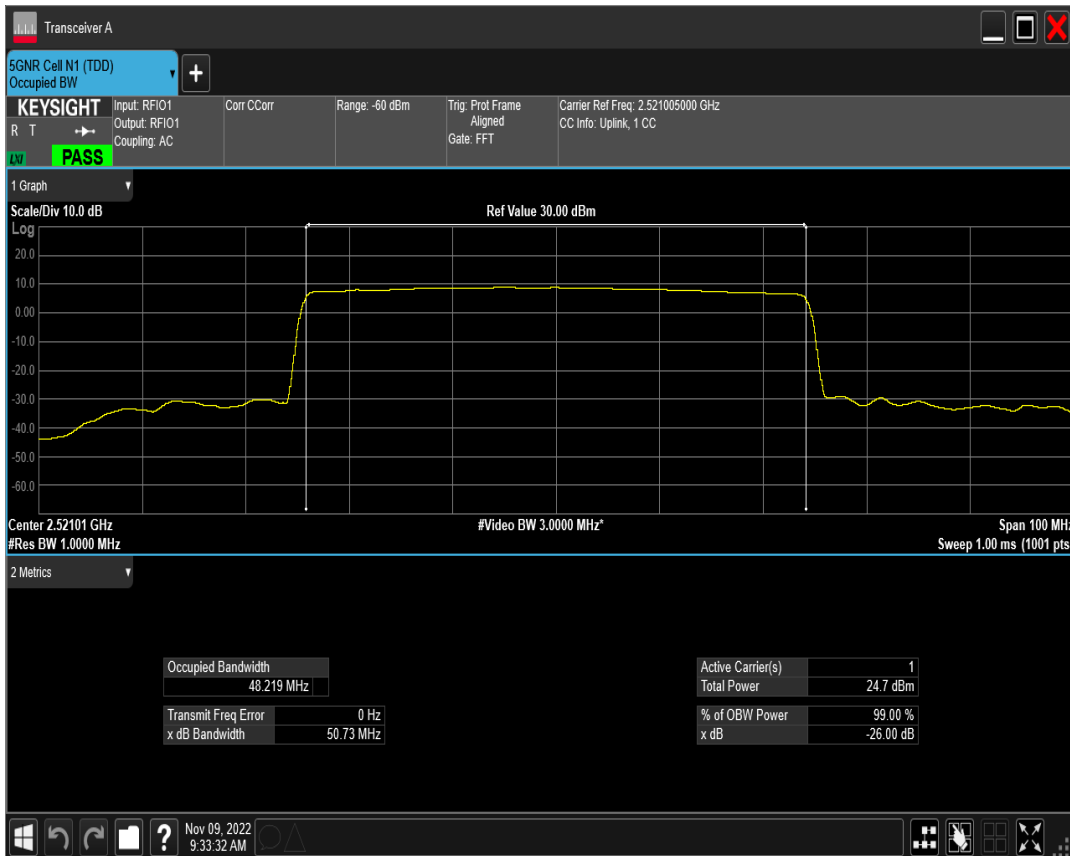 Transceiver A
5GNR Cell N1 (TDD)
Occupied BW
+
KEYSIGHT
R T
LXI
PASS
Input: RFIO1
Output: RFIO1
Coupling: AC
Corr CCorr
Range: -60 dBm
Trig: Prot Frame
Aligned
Gate: FFT
Carrier Ref Freq: 2.521005000 GHz
CC Info: Uplink, 1 CC
1 Graph
Scale/Div 10.0 dB
Ref Value 30.00 dBm
Log
20.0
10.0
0.00
-10.0
-20.0
-30.0
-40.0
-50.0
-60.0
Center 2.52101 GHz
#Video BW 3.0000 MHz*
Span 100 MHz
#Res BW 1.0000 MHz
Sweep 1.00 ms (1001 pts
2 Metrics
Occupied Bandwidth
48.219 MHz
Transmit Freq Error 0 Hz
x dB Bandwidth 50.73 MHz
Active Carrier(s) 1
Total Power 24.7 dBm
% of OBW Power 99.00 %
x dB -26.00 dB
?
Nov 09, 2022
9:33:32 AM